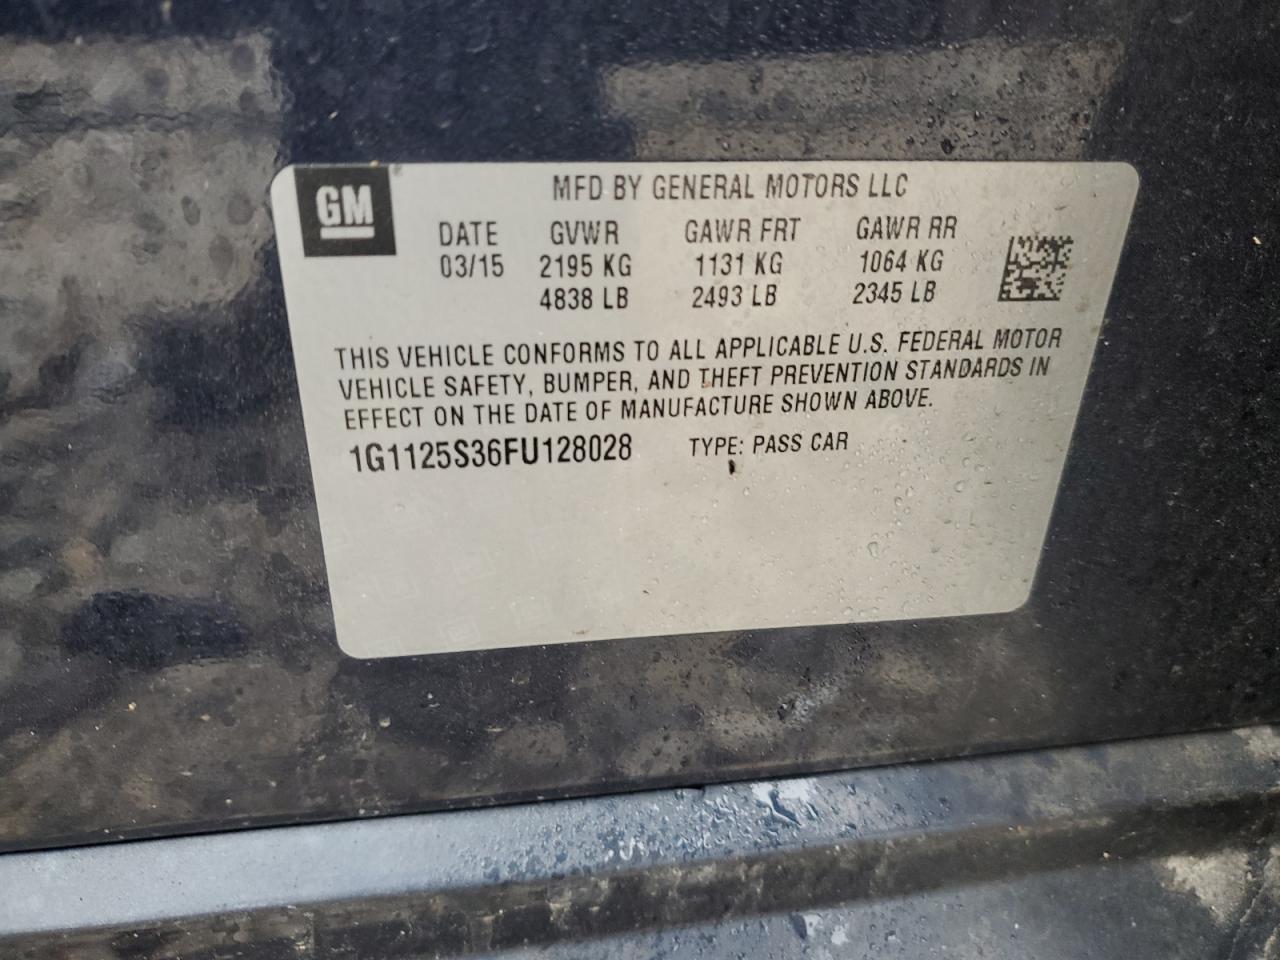 GM
MFD BY GENERAL MOTORS LLC
DATE GVWR GAWR FRT GAWR RR
03/15 2195 KG 1131 KG 1064 KG
4838 LB 2493 LB 2345 LB
THIS VEHICLE CONFORMS TO ALL APPLICABLE U.S. FEDERAL MOTOR
VEHICLE SAFETY, BUMPER, AND THEFT PREVENTION STANDARDS IN
EFFECT ON THE DATE OF MANUFACTURE SHOWN ABOVE.
1G1125S36FU128028 TYPE: PASS CAR